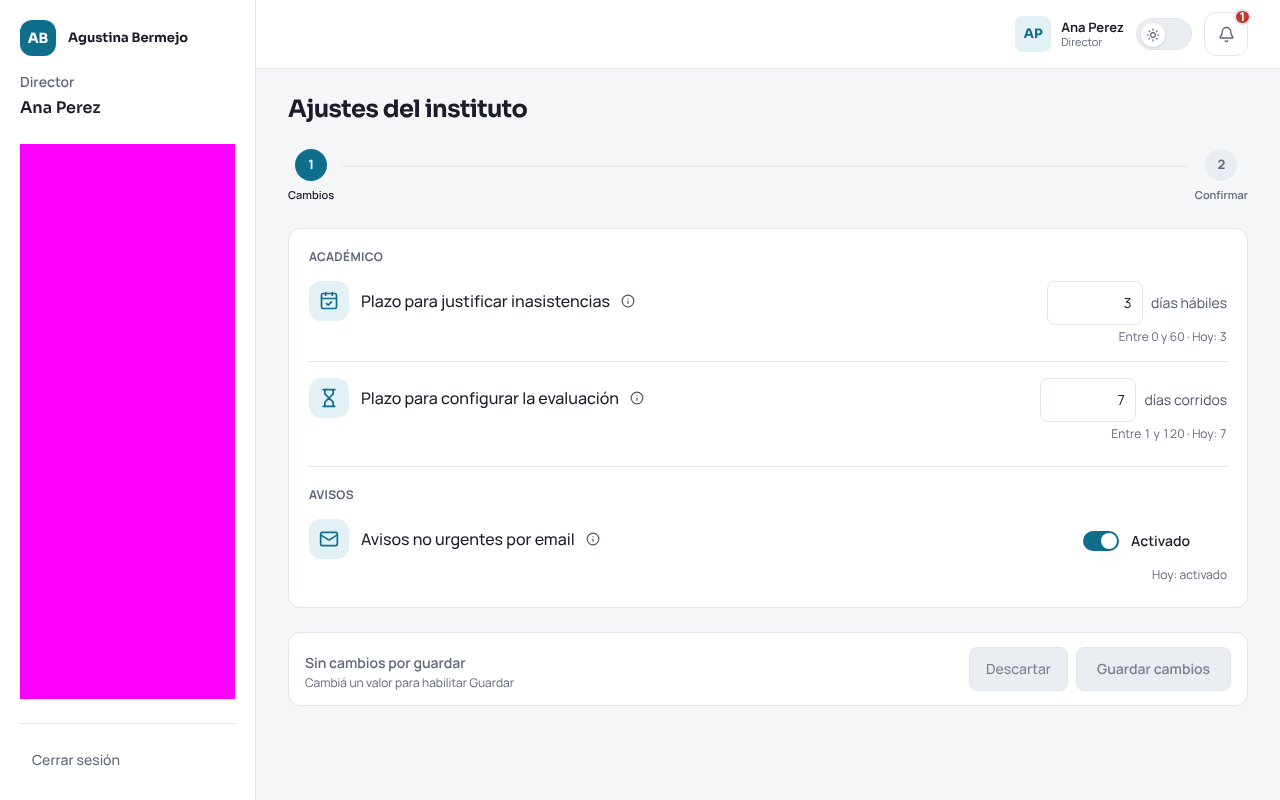 AB
Agustina Bermejo
Director
Ana Perez
Cerrar sesión
AP
Ana Perez
Director
1
Ajustes del instituto
1
Cambios
2
Confirmar
ACADÉMICO
Plazo para justificar inasistencias
3 días hábiles
Entre 0 y 60 · Hoy: 3
Plazo para configurar la evaluación
7 días corridos
Entre 1 y 120 · Hoy: 7
AVISOS
Avisos no urgentes por email
Activado
Hoy: activado
Sin cambios por guardar
Cambiá un valor para habilitar Guardar
Descartar
Guardar cambios